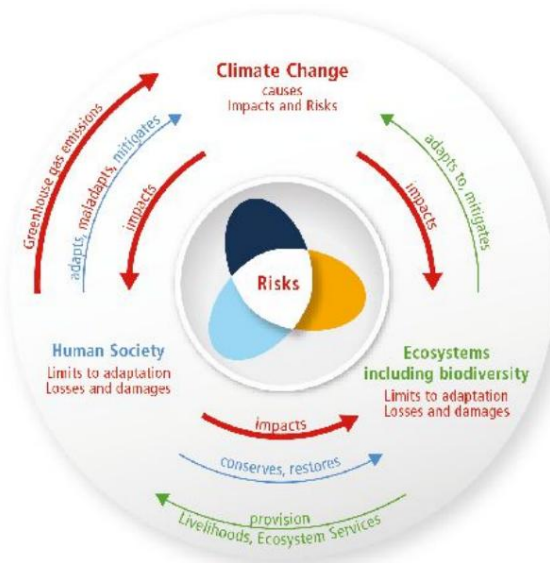 Climate Change
causes
Impacts and Risks
Greenhouse gas emissions
adapts, maladapts, mitigates
impacts
impacts
adapts to, mitigates
Risks
Human Society
Limits to adaptation
Losses and damages
Ecosystems
including biodiversity
Limits to adaptation
Losses and damages
impacts
conserves, restores
provision
Livelihoods, Ecosystem Services